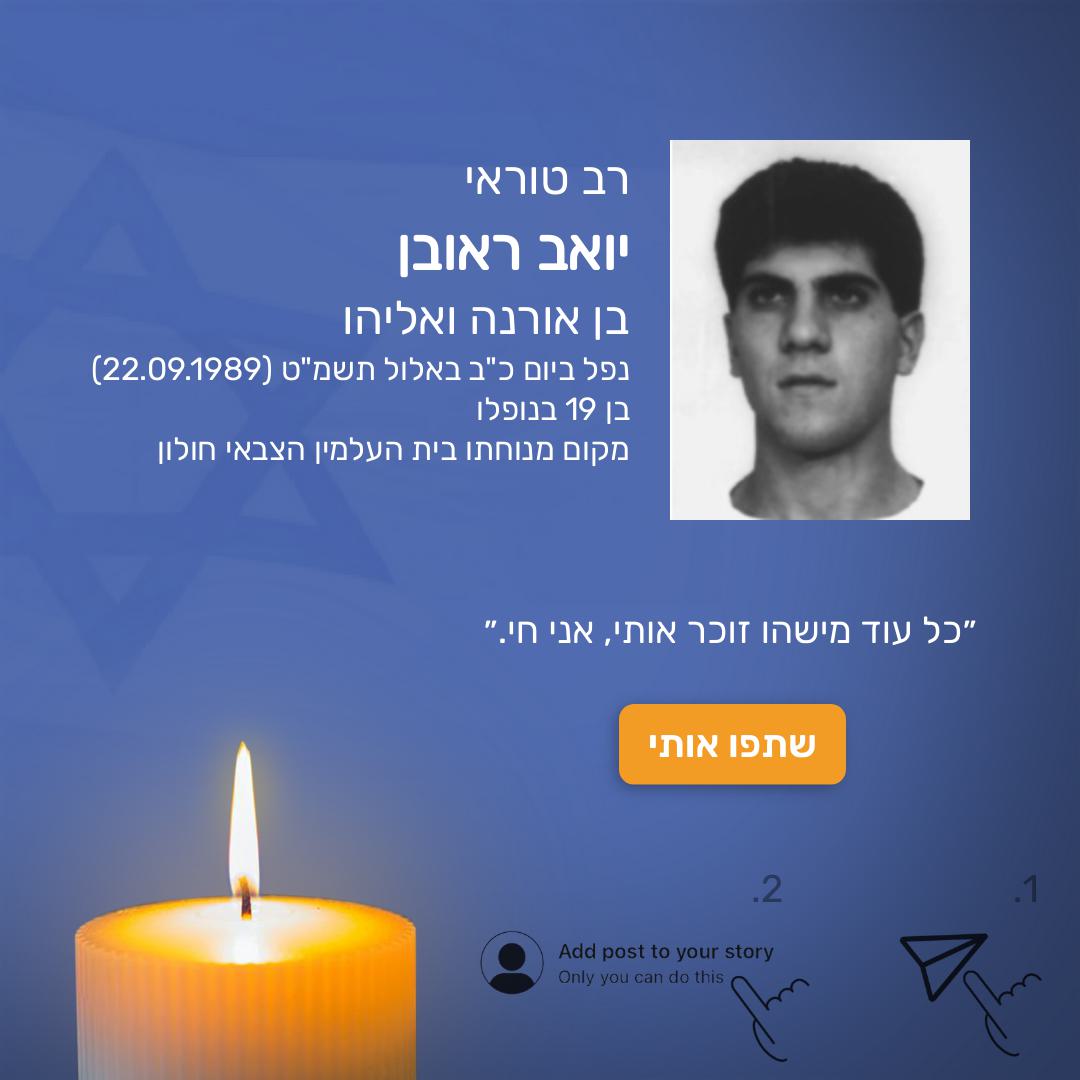 רב טוראי
יואב ראובן
בן אורנה ואליהו
נפל ביום כ"ב באלול תשמ"ט (22.09.1989)
בן 19 בנופלו
מקום מנוחתו בית העלמין הצבאי חולון
״כל עוד מישהו זוכר אותי, אני חי.״
שתפו אותי
1.
2.
Add post to your story
Only you can do this